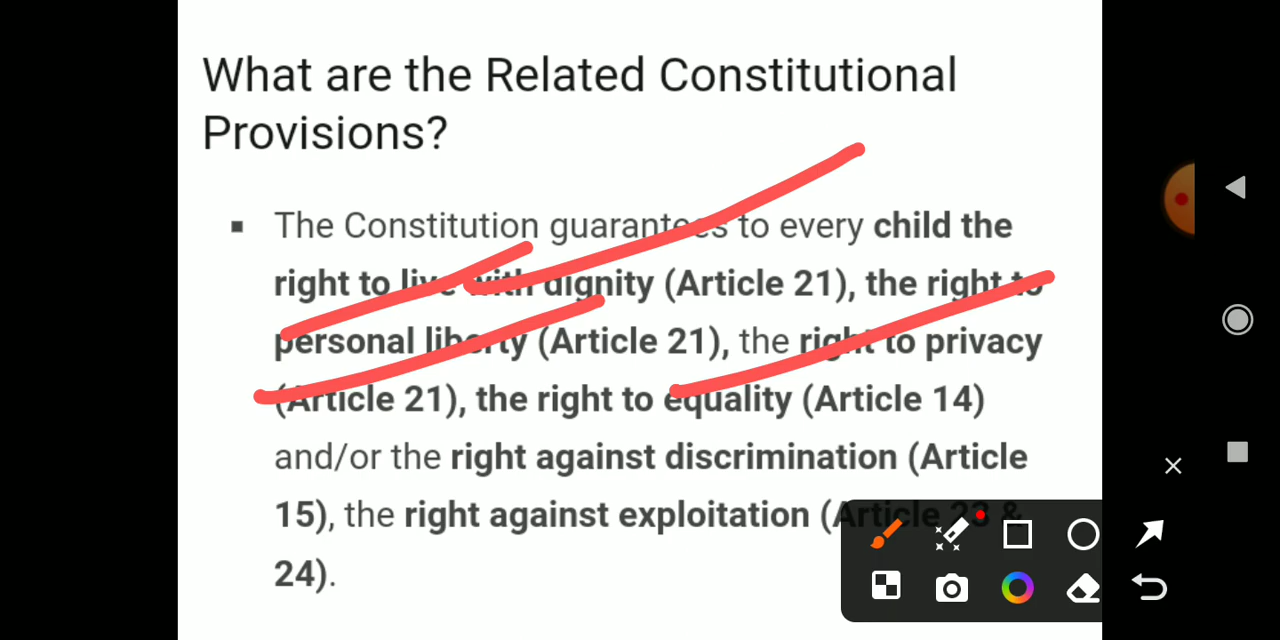 What are the Related Constitutional
Provisions?
The Constitution guarantees to every child the
right to live with dignity (Article 21), the right to
personal liberty (Article 21), the right to privacy
(Article 21), the right to equality (Article 14)
and/or the right against discrimination (Article
15), the right against exploitation (Article 23 &
24).